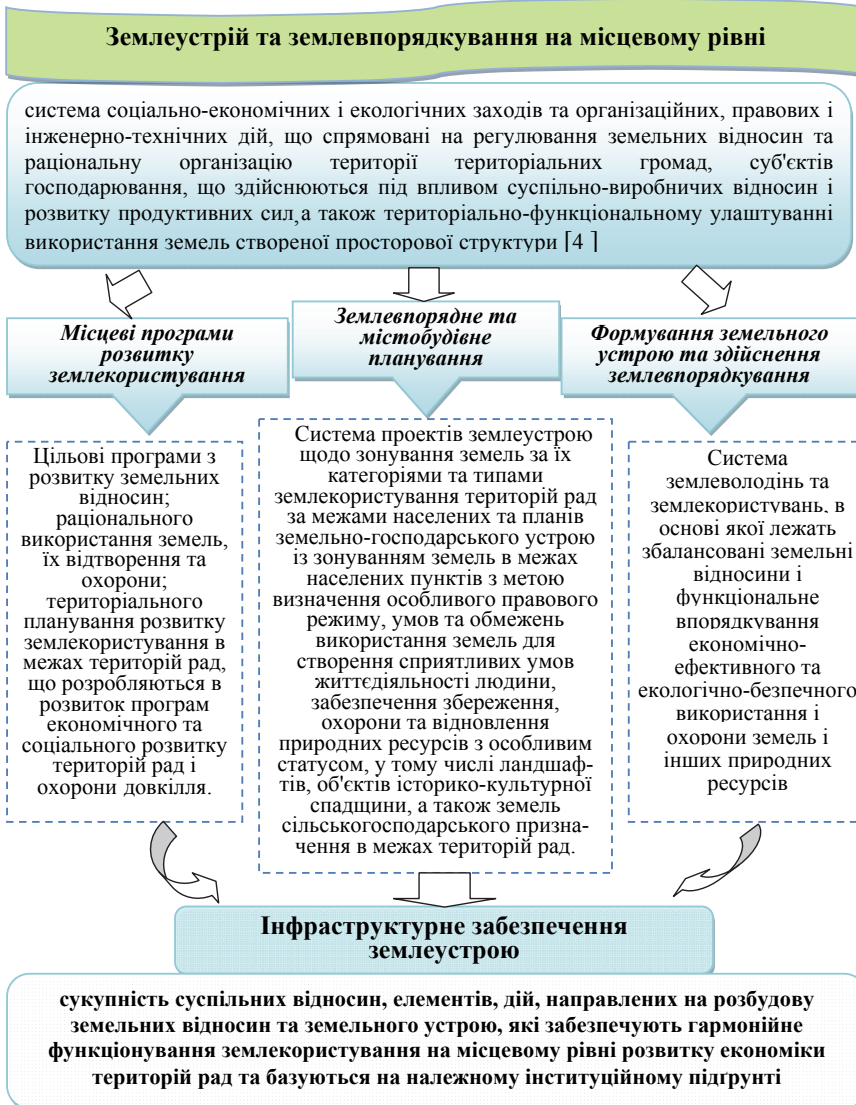 Землеустрій та землевпорядкування на місцевому рівні
система соціально-економічних і екологічних заходів та організаційних, правових і
інженерно-технічних дій, що спрямовані на регулювання земельних відносин та
раціональну організацію території територіальних громад, суб'єктів
господарювання, що здійснюються під впливом суспільно-виробничих відносин і
розвитку продуктивних сил,а також територіально-функціональному улаштуванні
використання земель створеної просторової структури [4 ]
Місцеві програми
розвитку
землекористування
Землевпорядне та
містобудівне
планування
Формування земельного
устрою та здійснення
землевпорядкування
Цільові програми з
розвитку земельних
відносин;
раціонального
використання земель,
їх відтворення та
охорони;
територіального
планування розвитку
землекористування в
межах територій рад,
що розробляються в
розвиток програм
економічного та
соціального розвитку
територій рад і
охорони довкілля.
Система проектів землеустрою
щодо зонування земель за їх
категоріями та типами
землекористування територій рад
за межами населених та планів
земельно-господарського устрою
із зонуванням земель в межах
населених пунктів з метою
визначення особливого правового
режиму, умов та обмежень
використання земель для
створення сприятливих умов
життєдіяльності людини,
забезпечення збереження,
охорони та відновлення
природних ресурсів з особливим
статусом, у тому числі ландшаф-
тів, об'єктів історико-культурної
спадщини, а також земель
сільськогосподарського призна-
чення в межах територій рад.
Система
землеволодінь та
землекористувань, в
основі якої лежать
збалансовані земельні
відносини і
функціональне
впорядкування
економічно-
ефективного та
екологічно-безпечного
використання і
охорони земель і
інших природних
ресурсів
Інфраструктурне забезпечення
землеустрою
сукупність суспільних відносин, елементів, дій, направлених на розбудову
земельних відносин та земельного устрою, які забезпечують гармонійне
функціонування землекористування на місцевому рівні розвитку економіки
територій рад та базуються на належному інституційному підґрунті